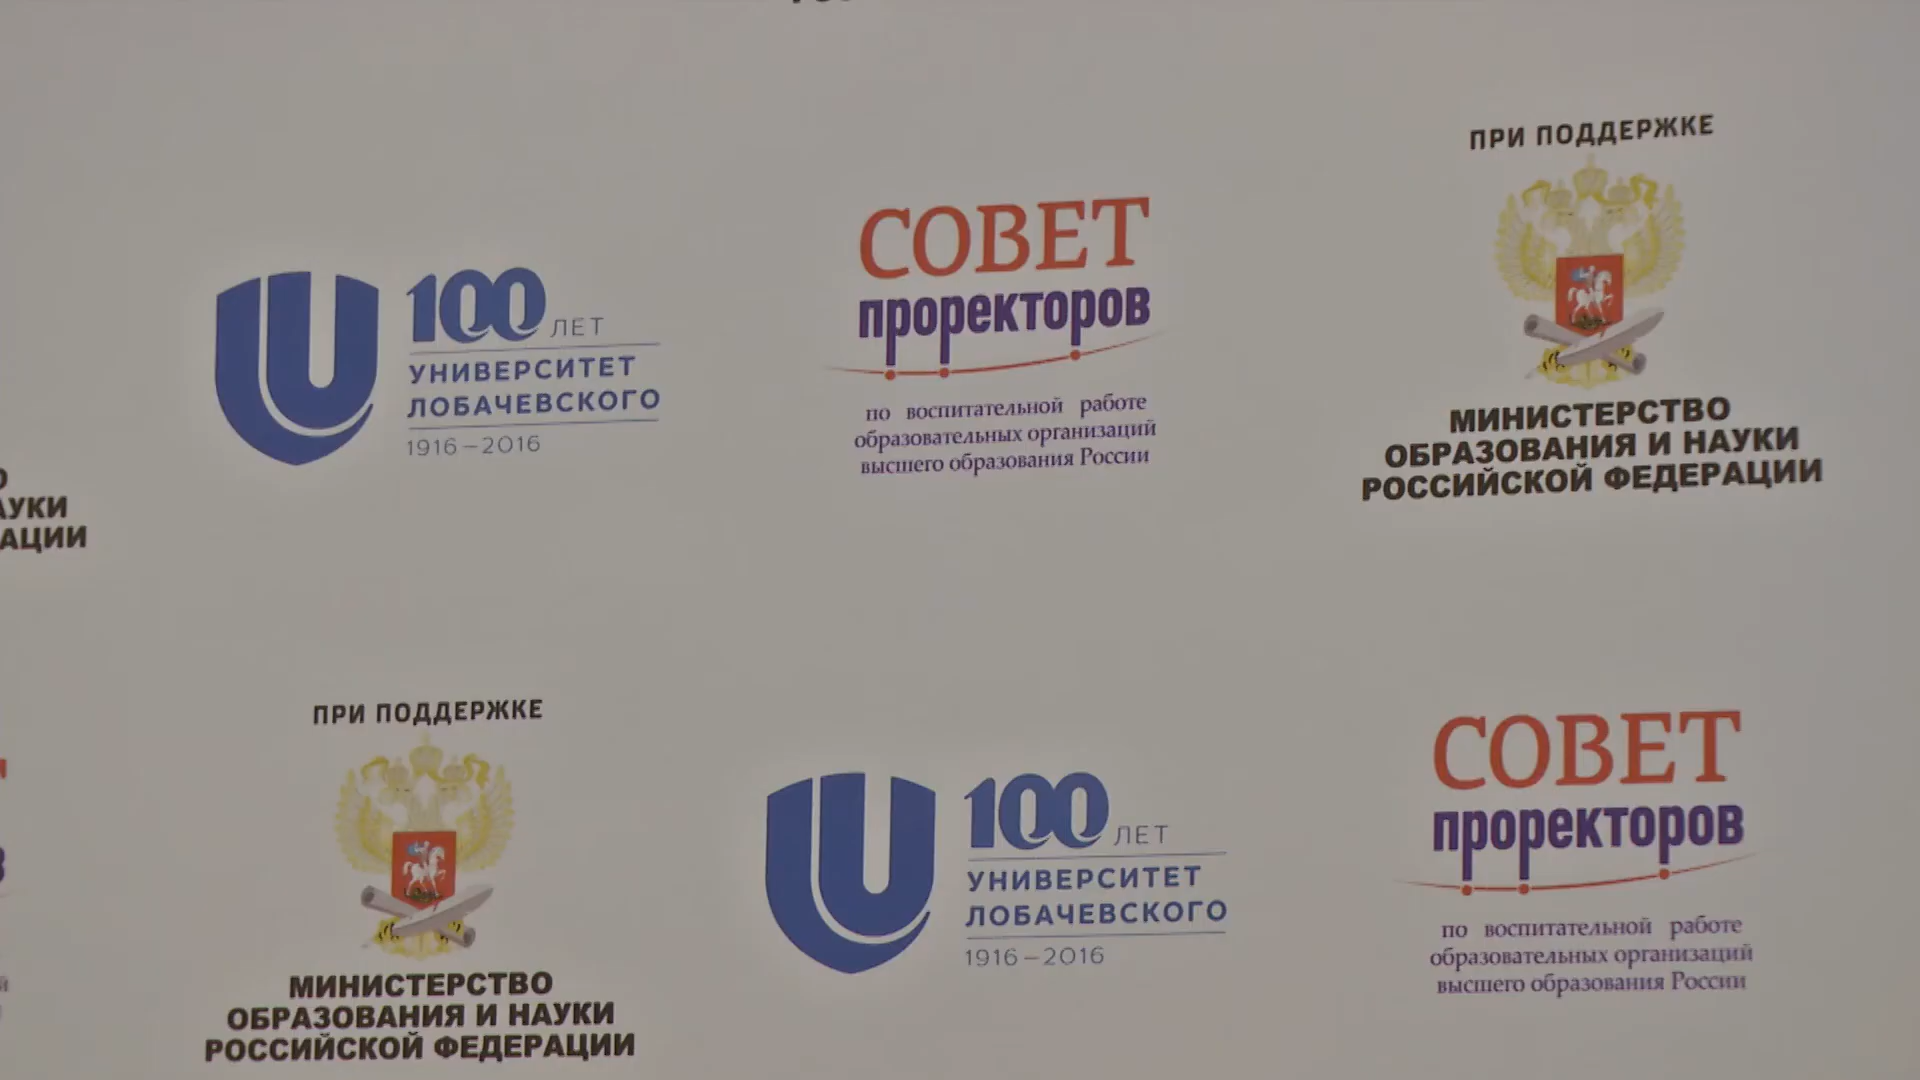 100 ЛЕТ
УНИВЕРСИТЕТ
ЛОБАЧЕВСКОГО
1916–2016
СОВЕТ
проректоров
по воспитательной работе
образовательных организаций
высшего образования России
ПРИ ПОДДЕРЖКЕ
МИНИСТЕРСТВО
ОБРАЗОВАНИЯ И НАУКИ
РОССИЙСКОЙ ФЕДЕРАЦИИ
ПРИ ПОДДЕРЖКЕ
МИНИСТЕРСТВО
ОБРАЗОВАНИЯ И НАУКИ
РОССИЙСКОЙ ФЕДЕРАЦИИ
100 ЛЕТ
УНИВЕРСИТЕТ
ЛОБАЧЕВСКОГО
1916–2016
СОВЕТ
проректоров
по воспитательной работе
образовательных организаций
высшего образования России